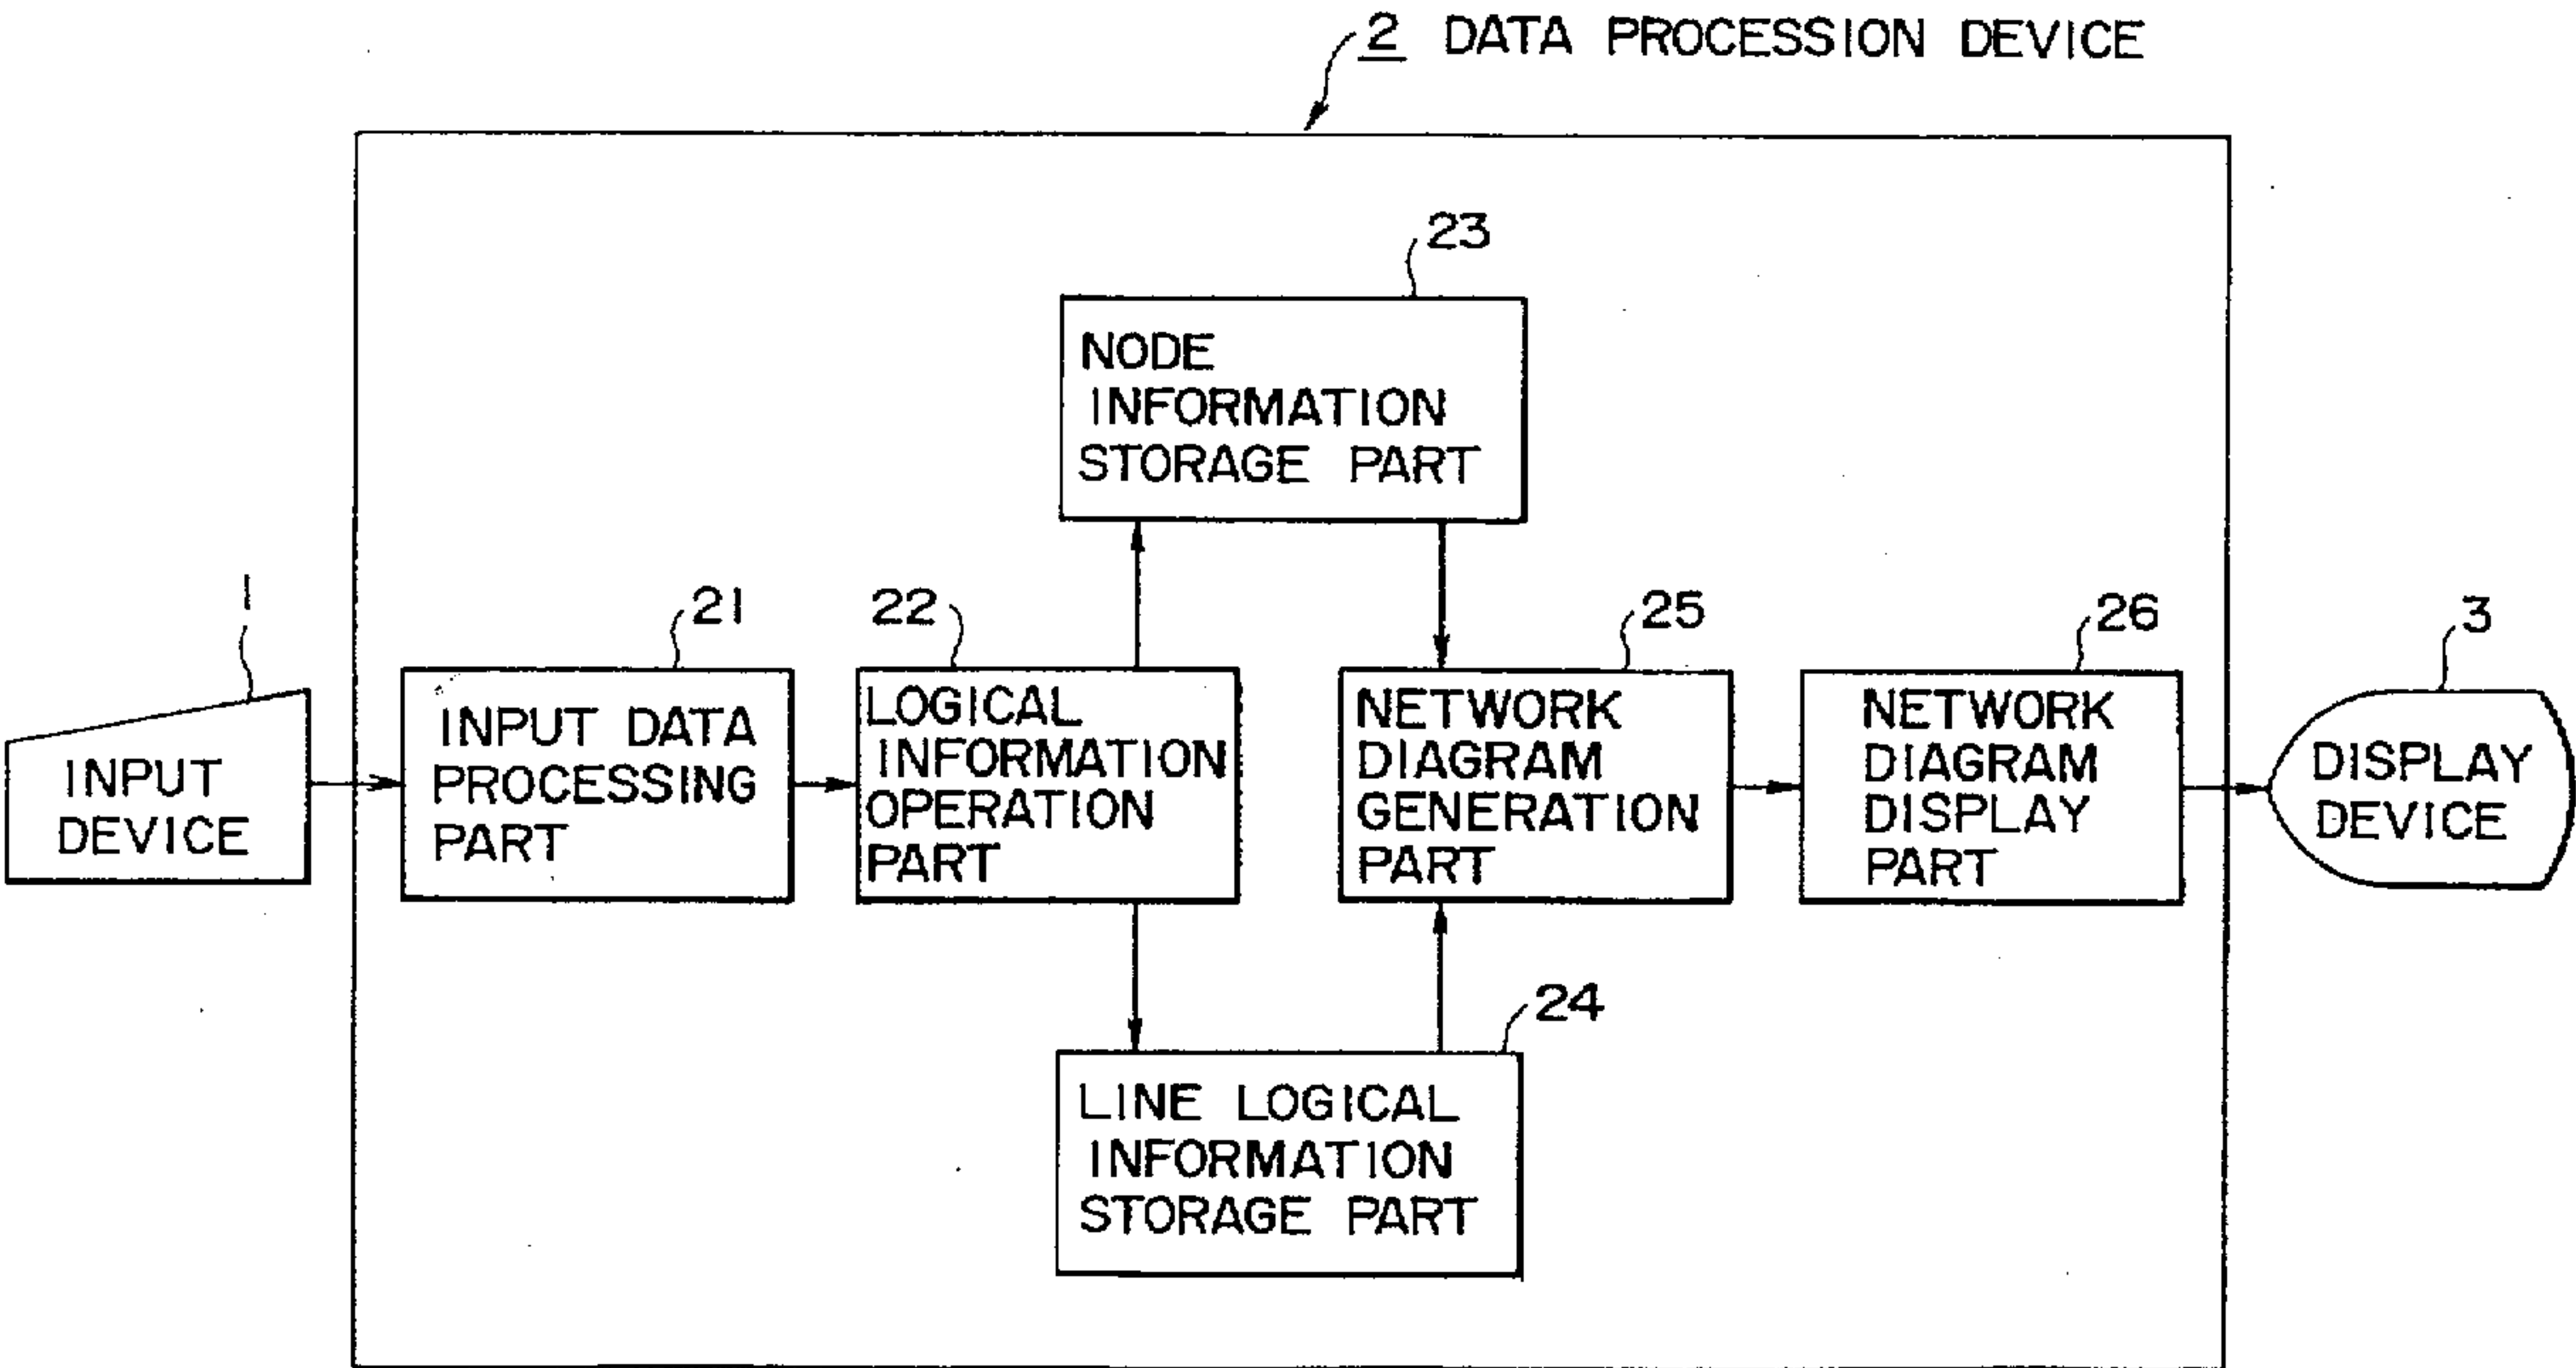 2 DATA PROCESSION DEVICE
23
NODE
INFORMATION
STORAGE PART
1
INPUT
DEVICE
21
INPUT DATA
PROCESSING
PART
22
LOGICAL
INFORMATION
OPERATION
PART
25
NETWORK
DIAGRAM
GENERATION
PART
26
NETWORK
DIAGRAM
DISPLAY
PART
3
DISPLAY
DEVICE
24
LINE LOGICAL
INFORMATION
STORAGE PART